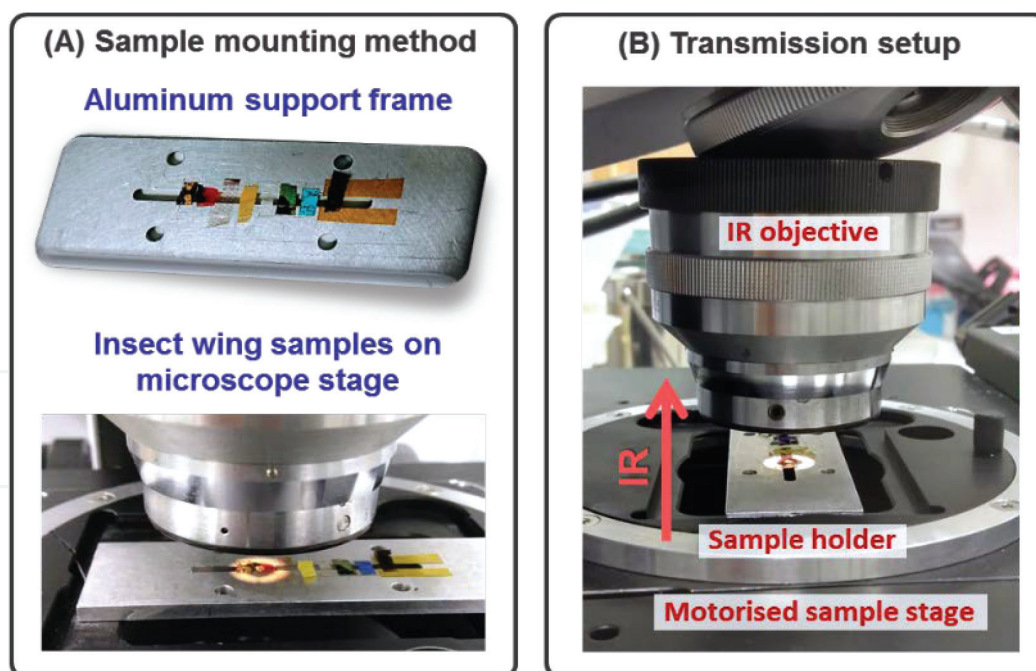 (A) Sample mounting method
Aluminum support frame
Insect wing samples on
microscope stage
(B) Transmission setup
IR objective
IR
Sample holder
Motorised sample stage